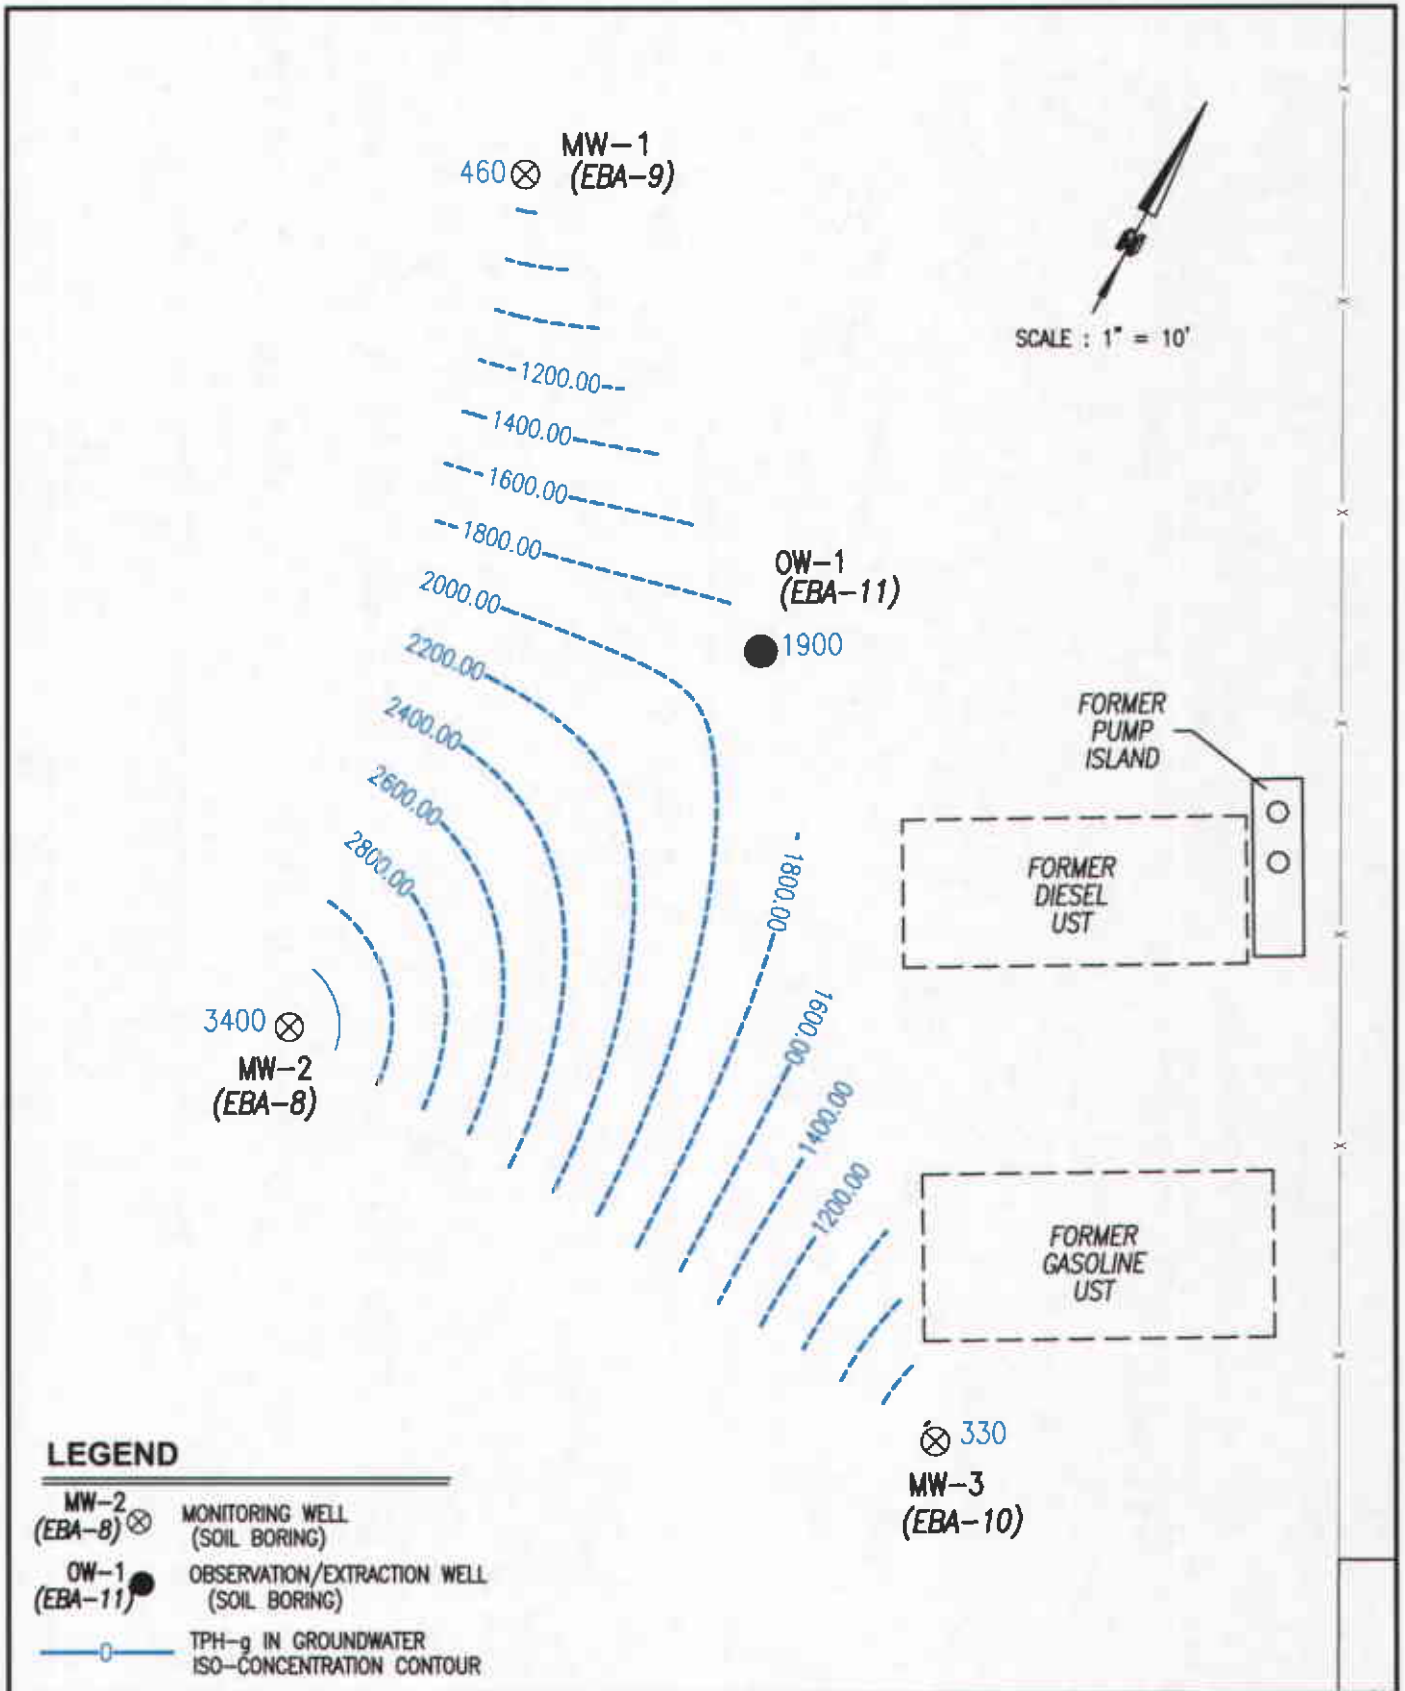 MW-1
460
(EBA-9)
SCALE : 1" = 10'
1200.00
1400.00
1600.00
1800.00
2000.00
2200.00
2400.00
2600.00
2800.00
OW-1
(EBA-11)
1900
FORMER
PUMP
ISLAND
FORMER
DIESEL
UST
1800.00
1600.00
1400.00
1200.00
3400
MW-2
(EBA-8)
FORMER
GASOLINE
UST
330
MW-3
(EBA-10)
LEGEND
MW-2
(EBA-8)
MONITORING WELL
(SOIL BORING)
OW-1
(EBA-11)
OBSERVATION/EXTRACTION WELL
(SOIL BORING)
0
TPH-g IN GROUNDWATER
ISO-CONCENTRATION CONTOUR